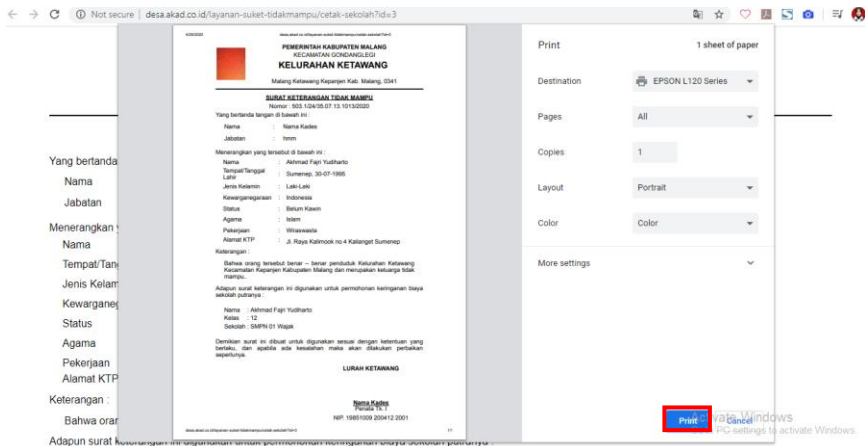 Not secure | desa.akad.co.id/layanan-suket-tidakmampu/cetak-sekolah?id=3
PEMERINTAH KABUPATEN MALANG
KECAMATAN GONDANGLEGI
KELURAHAN KETAWANG
Malang Ketawang Kepanjen Kab. Malang, 0341
SURAT KETERANGAN TIDAK MAMPU
Nomor : 503.1/24/35.07.13.1013/2020
Yang bertanda tangan di bawah ini :
Nama : Nama Kades
Jabatan : hmm
Menerangkan yang tersebut di bawah ini :
Nama : Akhmad Fajri Yudiharto
Tempat/Tanggal Lahir : Sumenep, 30-07-1995
Jenis Kelamin : Laki-Laki
Kewarganegaraan : Indonesia
Status : Belum Kawin
Agama : Islam
Pekerjaan : Wiraswasta
Alamat KTP : Jl. Raya Kalimook no 4 Kalianget Sumenep
Keterangan :
Bahwa orang tersebut benar – benar penduduk Kelurahan Ketawang
Kecamatan Kepanjen Kabupaten Malang dan merupakan keluarga tidak
mampu..
Adapun surat keterangan ini digunakan untuk permohonan keringanan biaya
sekolah putranya :
Nama : Akhmad Fajri Yudiharto
Kelas : 12
Sekolah : SMPN 01 Wajak
Demikian surat ini dibuat untuk digunakan sesuai dengan ketentuan yang
berlaku, dan apabila ada kesalahan maka akan dilakukan perbaikan
seperlunya.
LURAH KETAWANG
Nama Kades
Penata Tk. I
NIP. 19851009 200412 2001
1/1
Print
1 sheet of paper
Destination
EPSON L120 Series
Pages
All
Copies
1
Layout
Portrait
Color
Color
More settings
Print
Cancel
Activate Windows
PC settings to activate Windows.
Yang bertanda
Nama
Jabatan
Menerangkan y
Nama
Tempat/Tan
Jenis Kelam
Kewarganeg
Status
Agama
Pekerjaan
Alamat KTP
Keterangan :
Bahwa oran
Adapun surat keterangan ini digunakan untuk permohonan keringanan biaya sekolah putranya :